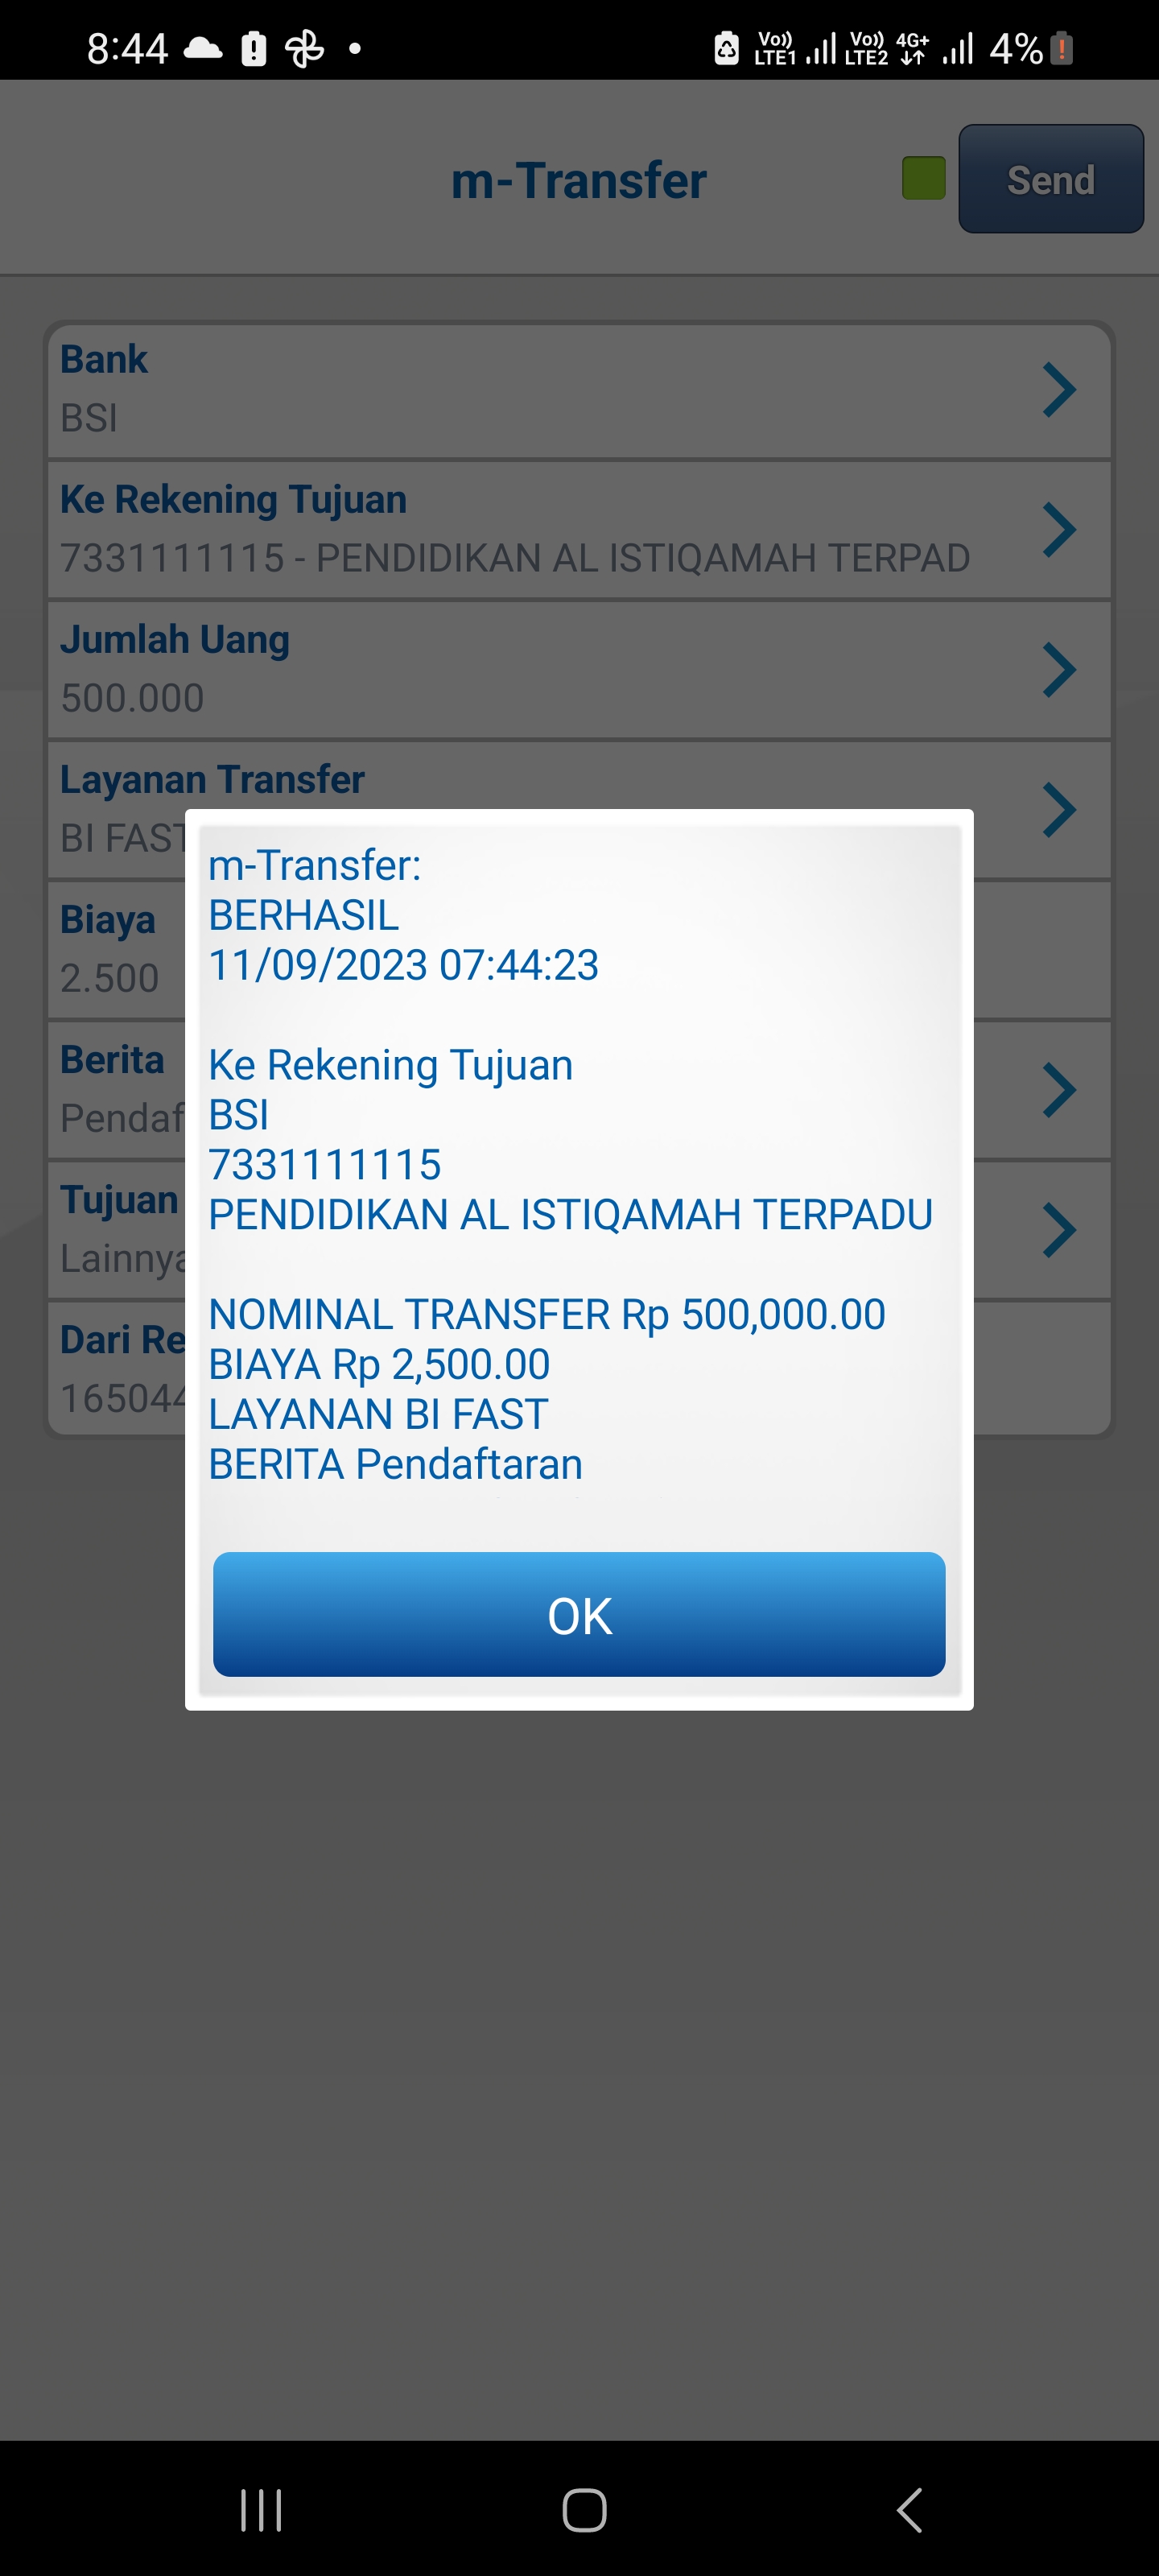 8:44
Vo)) LTE1 Vo)) LTE2 4G+ 4%
m-Transfer
Send
Bank
BSI
Ke Rekening Tujuan
7331111115 - PENDIDIKAN AL ISTIQAMAH TERPAD
Jumlah Uang
500.000
Layanan Transfer
BI FAST
Biaya
2.500
Berita
Pendaf
Tujuan
Lainnya
Dari Re
165044
m-Transfer:
BERHASIL
11/09/2023 07:44:23
Ke Rekening Tujuan
BSI
7331111115
PENDIDIKAN AL ISTIQAMAH TERPADU
NOMINAL TRANSFER Rp 500,000.00
BIAYA Rp 2,500.00
LAYANAN BI FAST
BERITA Pendaftaran
OK